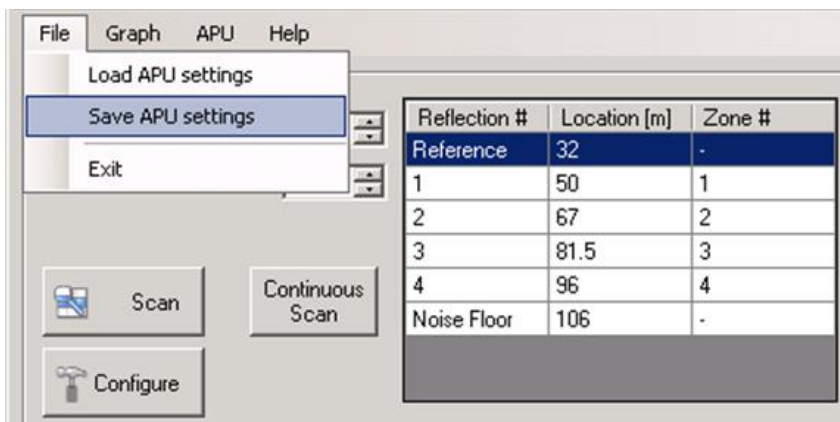 File Graph APU Help
Load APU settings
Save APU settings
Exit
Reflection # Location [m] Zone #
Reference 32 -
1 50 1
2 67 2
3 81.5 3
4 96 4
Noise Floor 106 -
Scan
Continuous
Scan
Configure